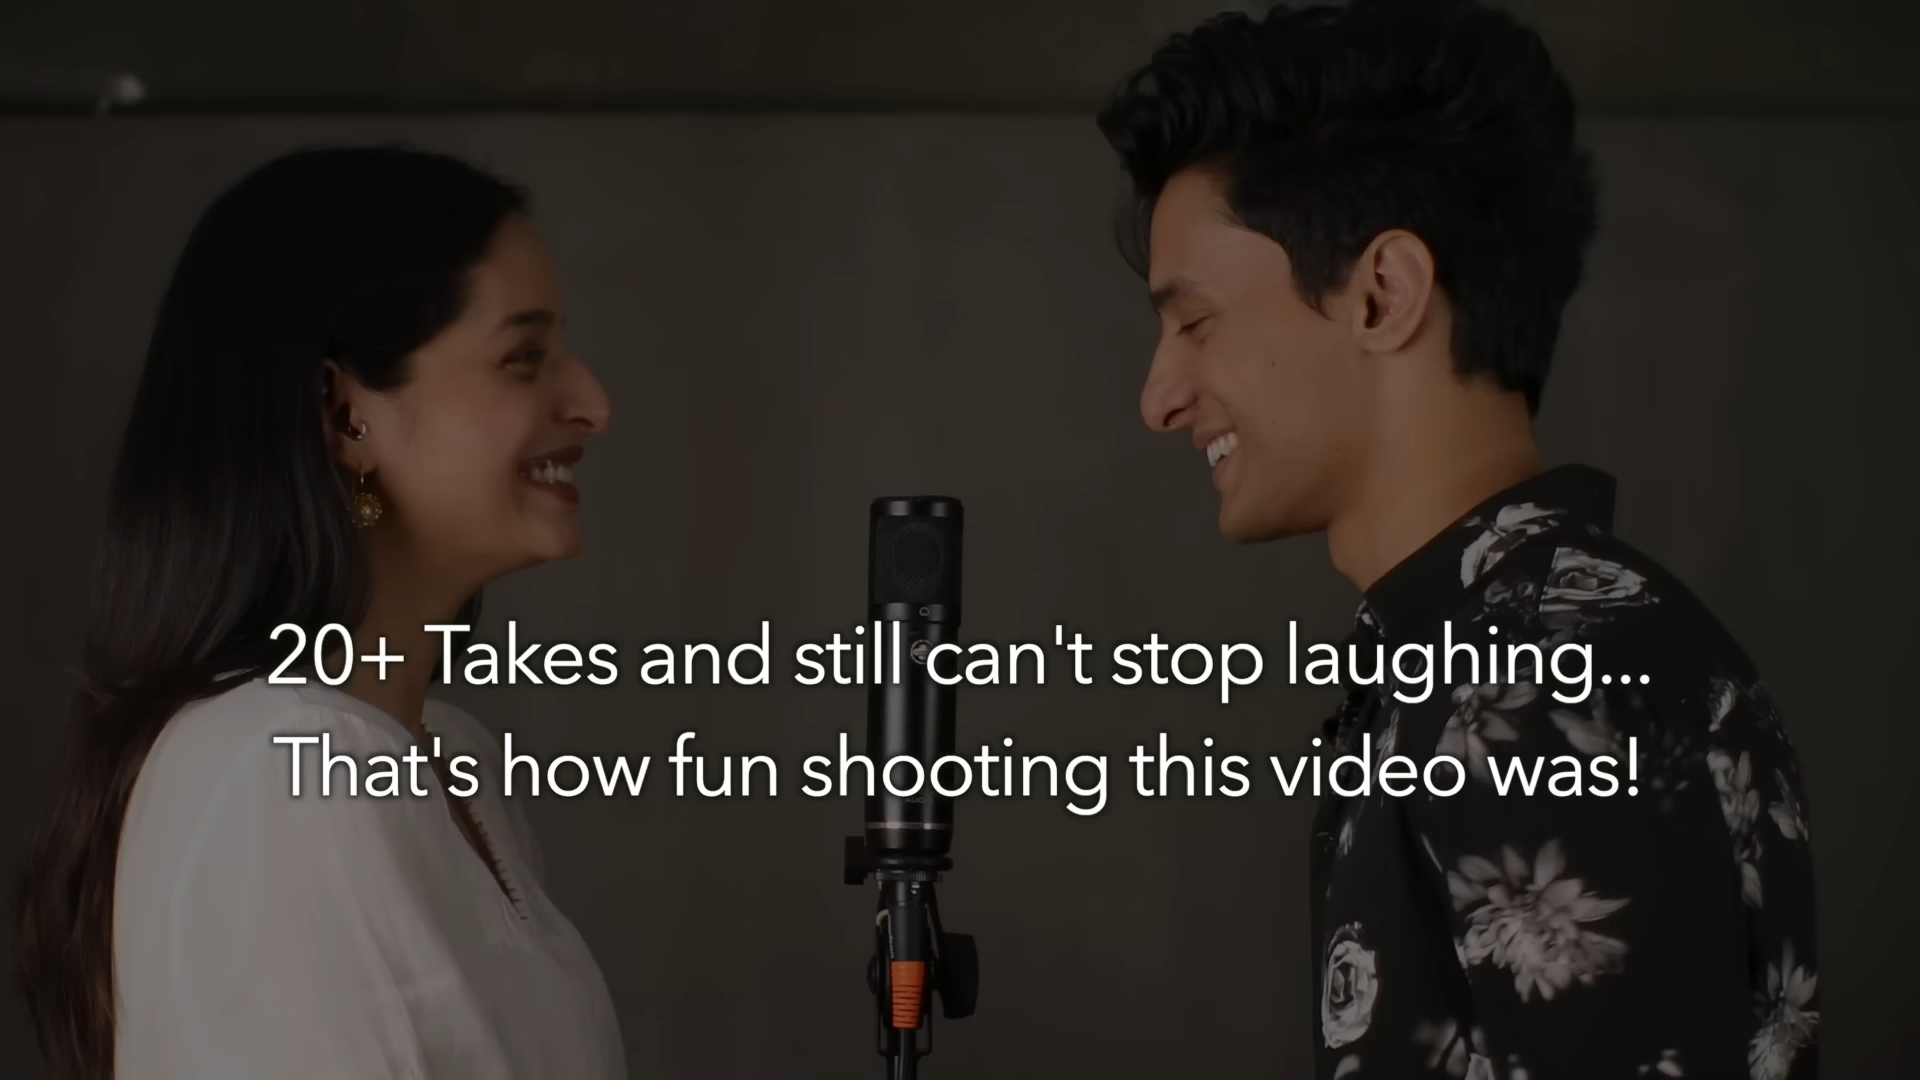 20+ Takes and still can't stop laughing...
That's how fun shooting this video was!